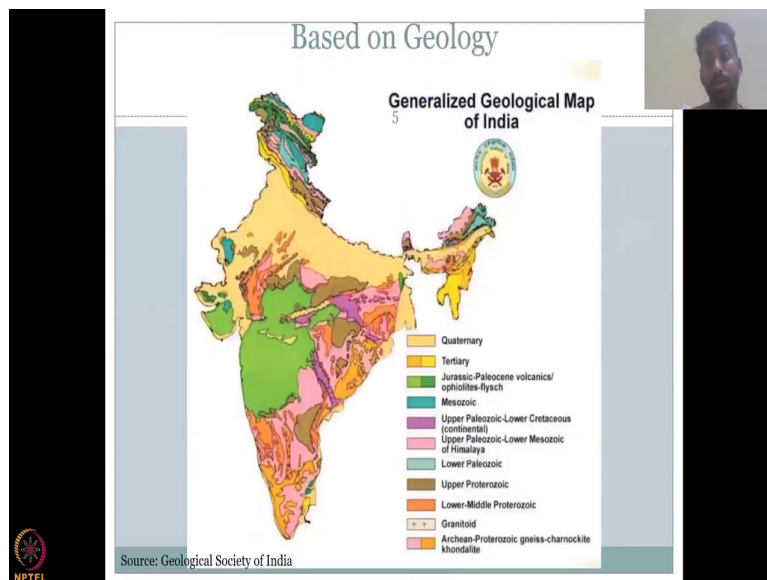 Based on Geology
Generalized Geological Map
of India
5
Quaternary
Tertiary
Jurassic-Paleocene volcanics/
ophiolites-flysch
Mesozoic
Upper Paleozoic-Lower Cretaceous
(continental)
Upper Paleozoic-Lower Mesozoic
of Himalaya
Lower Paleozoic
Upper Proterozoic
Lower-Middle Proterozoic
Granitoid
Archean-Proterozoic gneiss-charnockite
khondalite
Source: Geological Society of India
NPTEL